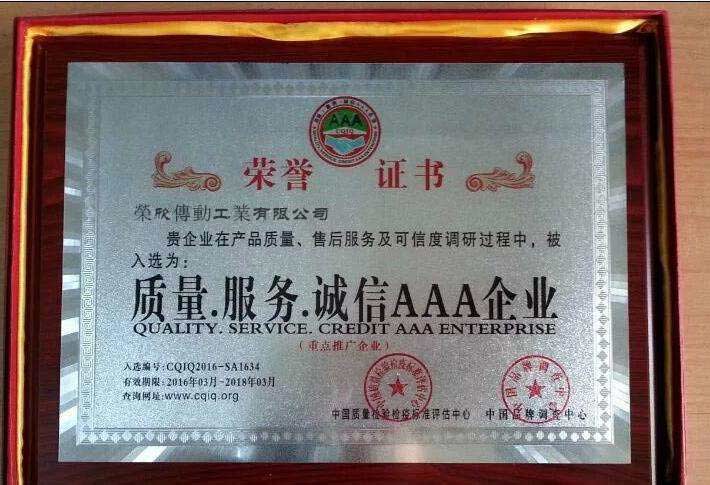 AAA
CQIQ
荣誉 证书
榮欣傳動工業有限公司
贵企业在产品质量、售后服务及可信度调研过程中，被
入选为：
质量.服务.诚信AAA企业
QUALITY. SERVICE. CREDIT AAA ENTERPRISE
（重点推广企业）
入选编号:CQIQ2016-SA1634
有效期限:2016年03月-2018年03月
查询网址:www.cqiq.org
中国质量检验检疫标准评估中心 中国品牌调查中心